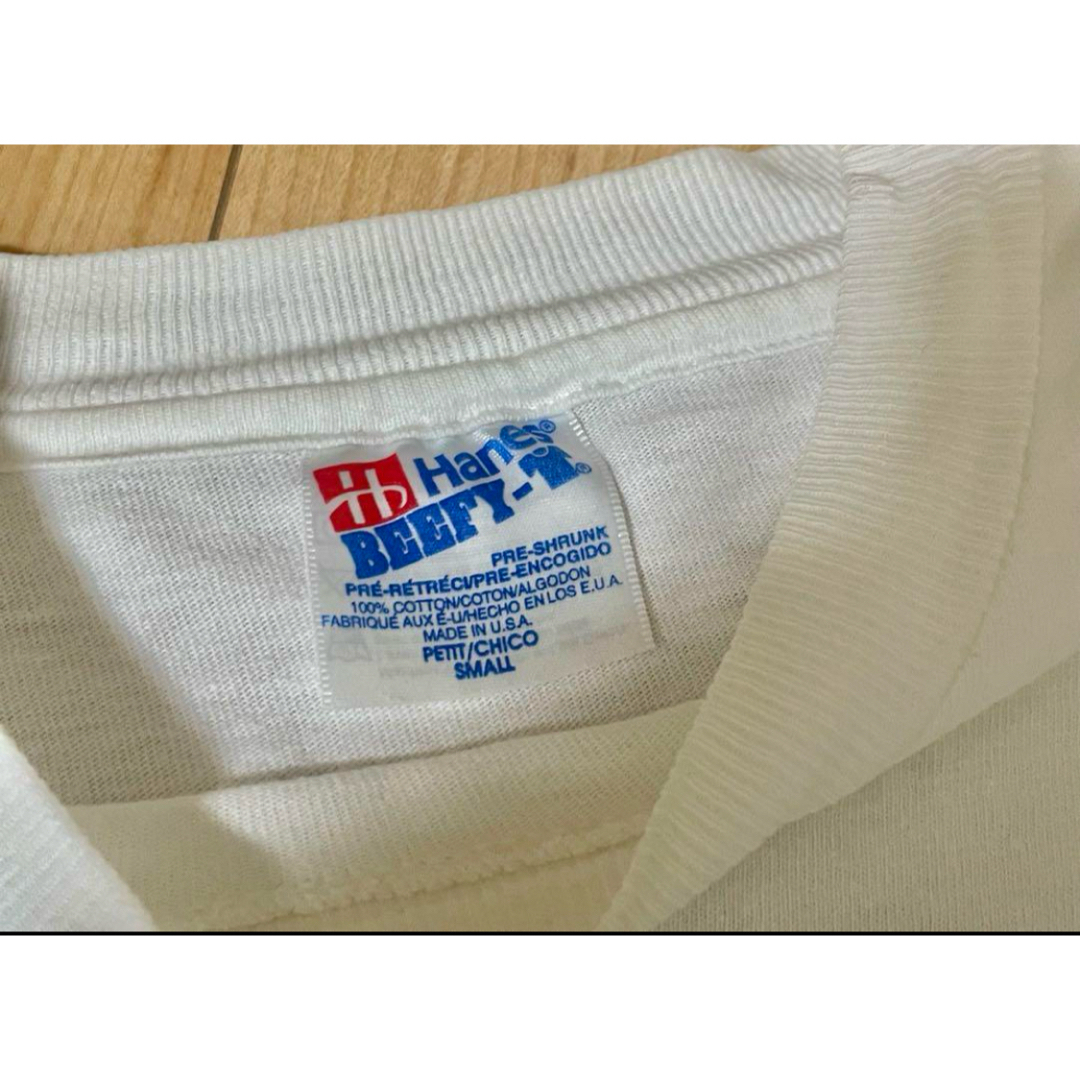 Hanes®
BEEFY-T®
PRE-SHRUNK
PRÉ-RÉTRÉCI/PRE-ENCOGIDO
100% COTTON/COTON/ALGODON
FABRIQUÉ AUX É-U/HECHO EN LOS E.U.A.
MADE IN U.S.A.
PETIT/CHICO
SMALL